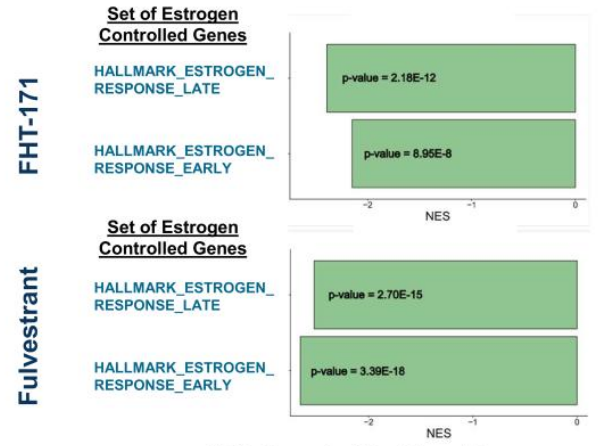 FHT-171
Set of Estrogen
Controlled Genes
HALLMARK_ESTROGEN_
RESPONSE_LATE
p-value = 2.18E-12
HALLMARK_ESTROGEN_
RESPONSE_EARLY
p-value = 8.95E-8
−2 −1 0
NES
Fulvestrant
Set of Estrogen
Controlled Genes
HALLMARK_ESTROGEN_
RESPONSE_LATE
p-value = 2.70E-15
HALLMARK_ESTROGEN_
RESPONSE_EARLY
p-value = 3.39E-18
−2 −1 0
NES